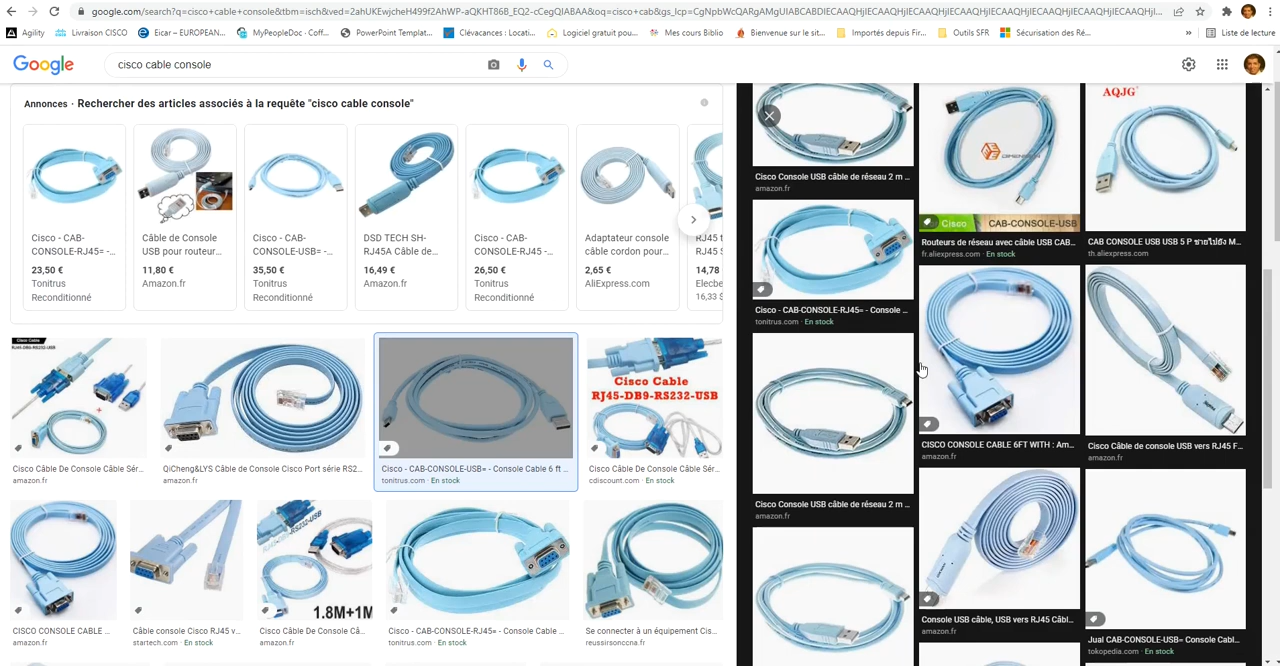 google.com/search?q=cisco+cable+console&tbm=isch&ved=2ahUKEwjcheH499f2AhWP-aQKHT86B_EQ2-cCegQIABAA&oq=cisco+cab&gs_lcp=CgNpbWcQARgAMgUIABCABDIECAAQHjIECAAQHjIECAAQHjIECAAQHjIECAAQHjIECAAQHjIECAAQHjI...
Agility
Livraison CISCO
Eicar – EUROPEAN...
MyPeopleDoc · Coff...
PowerPoint Templat...
Clévacances : Locati...
Logiciel gratuit pou...
Mes cours Biblio
Bienvenue sur le sit...
Importés depuis Fir...
Outils SFR
Sécurisation des Ré...
»
Liste de lecture
Google
cisco cable console
Annonces · Rechercher des articles associés à la requête "cisco cable console"
Cisco - CAB-
CONSOLE-RJ45= -...
23,50 €
Tonitrus
Reconditionné
Câble de Console
USB pour routeur...
11,80 €
Amazon.fr
Cisco - CAB-
CONSOLE-USB= -...
35,50 €
Tonitrus
Reconditionné
DSD TECH SH-
RJ45A Câble de...
16,49 €
Amazon.fr
Cisco - CAB-
CONSOLE-RJ45 -...
26,50 €
Tonitrus
Reconditionné
Adaptateur console
câble cordon pour...
2,65 €
AliExpress.com
RJ45 t
14,78
Elecbe
16,33 $
Cisco Cable
RJ45-DB9-RS232-USB
Cisco Câble De Console Câble Sér...
amazon.fr
QiCheng&LYS Câble de Console Cisco Port série RS2...
amazon.fr
Cisco - CAB-CONSOLE-USB= - Console Cable 6 ft ...
tonitrus.com · En stock
Cisco Cable
RJ45-DB9-RS232-USB
Cisco Câble De Console Câble Sér...
cdiscount.com · En stock
CISCO CONSOLE CABLE ...
amazon.fr
Câble console Cisco RJ45 v...
startech.com · En stock
1.8M+1M
Cisco Câble De Console Câ...
amazon.fr
Cisco - CAB-CONSOLE-RJ45= - Console Cable ...
tonitrus.com · En stock
Se connecter à un équipement Cis...
reussirsonccna.fr
Cisco Console USB câble de réseau 2 m ...
amazon.fr
Cisco - CAB-CONSOLE-RJ45= - Console ...
tonitrus.com · En stock
Cisco Console USB câble de réseau 2 m ...
amazon.fr
DIMENSION
Cisco
CAB-CONSOLE-USB
Routeurs de réseau avec câble USB CAB...
fr.aliexpress.com · En stock
CISCO CONSOLE CABLE 6FT WITH : Am...
amazon.fr
Console USB câble, USB vers RJ45 Câbl...
amazon.fr
AQJG
CAB CONSOLE USB USB 5 P ชายไปยัง M...
th.aliexpress.com
Cisco Câble de console USB vers RJ45 F...
amazon.fr
Jual CAB-CONSOLE-USB= Console Cabl...
tokopedia.com · En stock